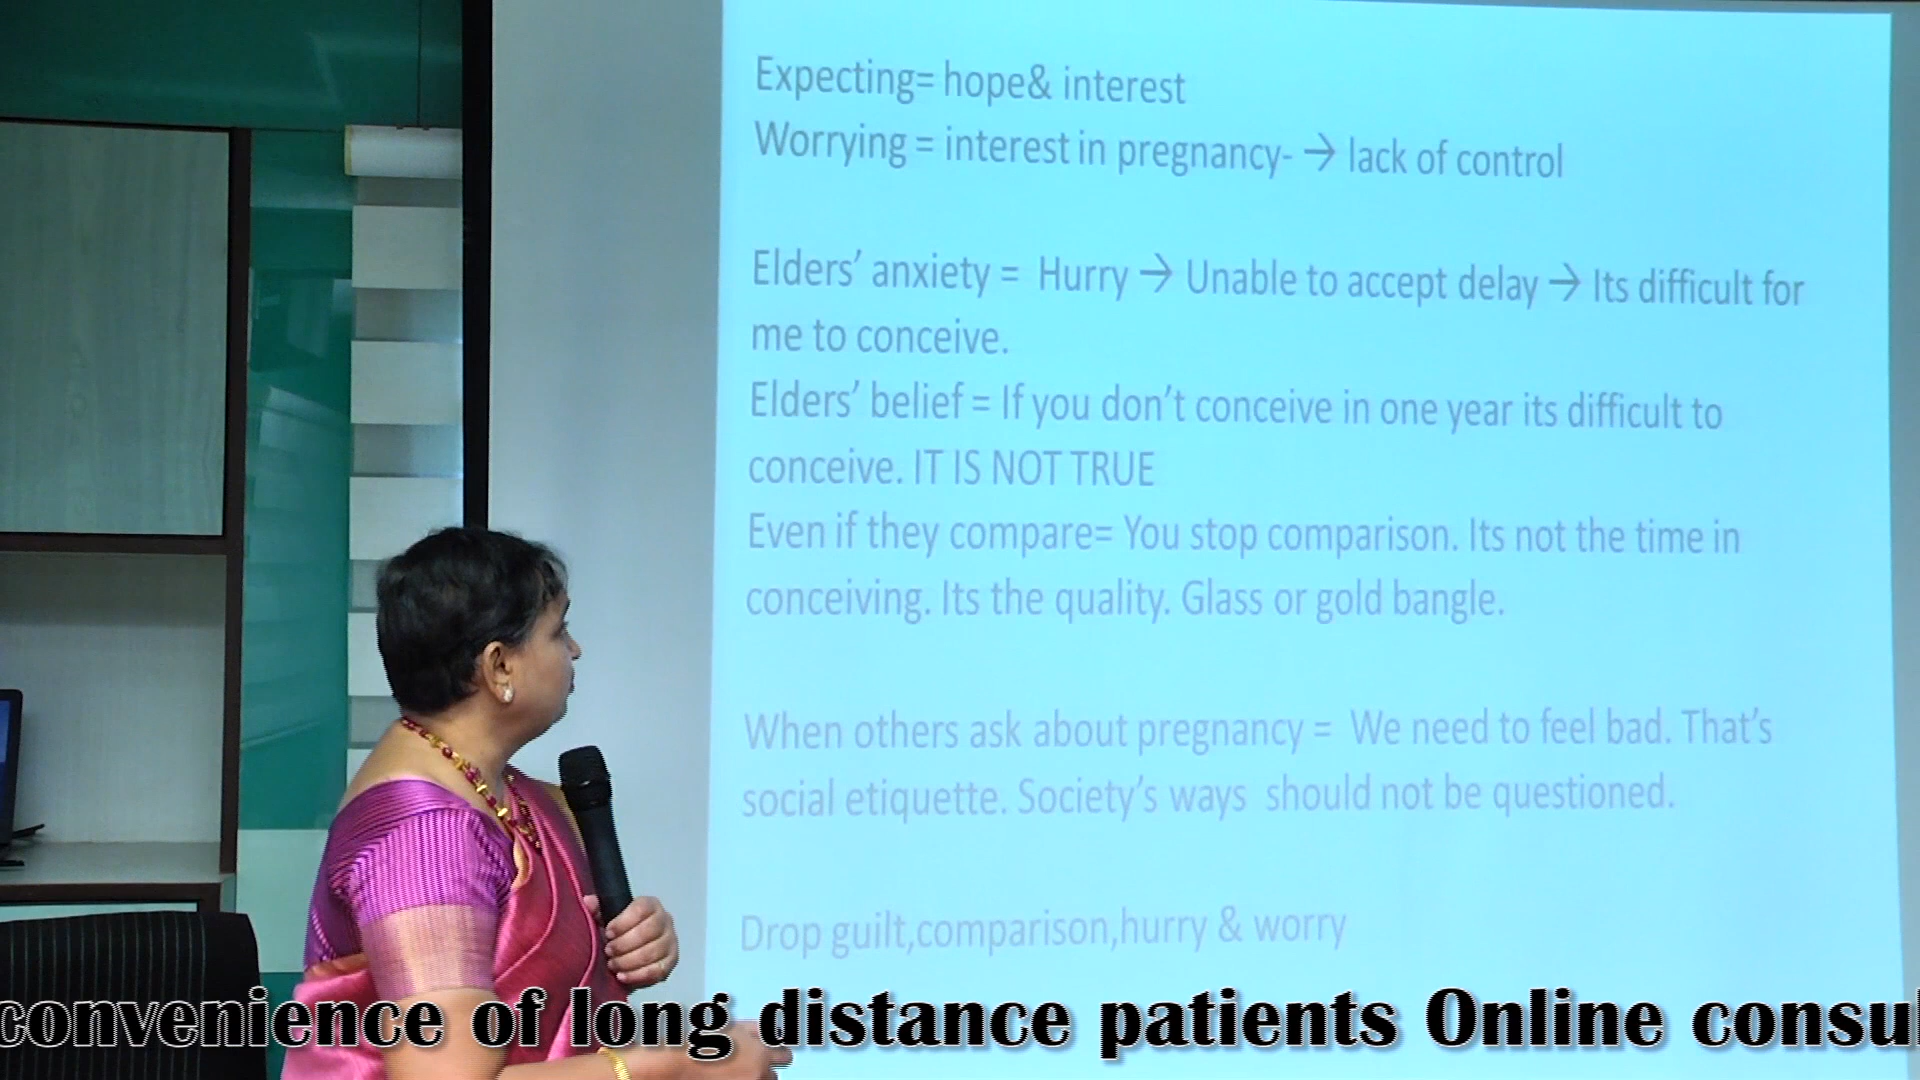 Expecting= hope& interest
Worrying = interest in pregnancy- → lack of control
Elders’ anxiety = Hurry → Unable to accept delay → Its difficult for
me to conceive.
Elders’ belief = If you don’t conceive in one year its difficult to
conceive. IT IS NOT TRUE
Even if they compare= You stop comparison. Its not the time in
conceiving. Its the quality. Glass or gold bangle.
When others ask about pregnancy = We need to feel bad. That’s
social etiquette. Society’s ways should not be questioned.
Drop guilt,comparison,hurry & worry
convenience of long distance patients Online consul